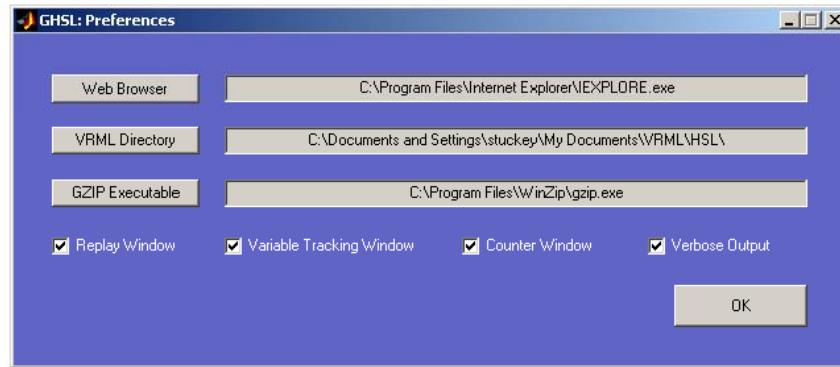 GHSL: Preferences
Web Browser C:\Program Files\Internet Explorer\IEXPLORE.exe
VRML Directory C:\Documents and Settings\stuckey\My Documents\VRML\HSL\
GZIP Executable C:\Program Files\WinZip\gzip.exe
Replay Window Variable Tracking Window Counter Window Verbose Output
OK